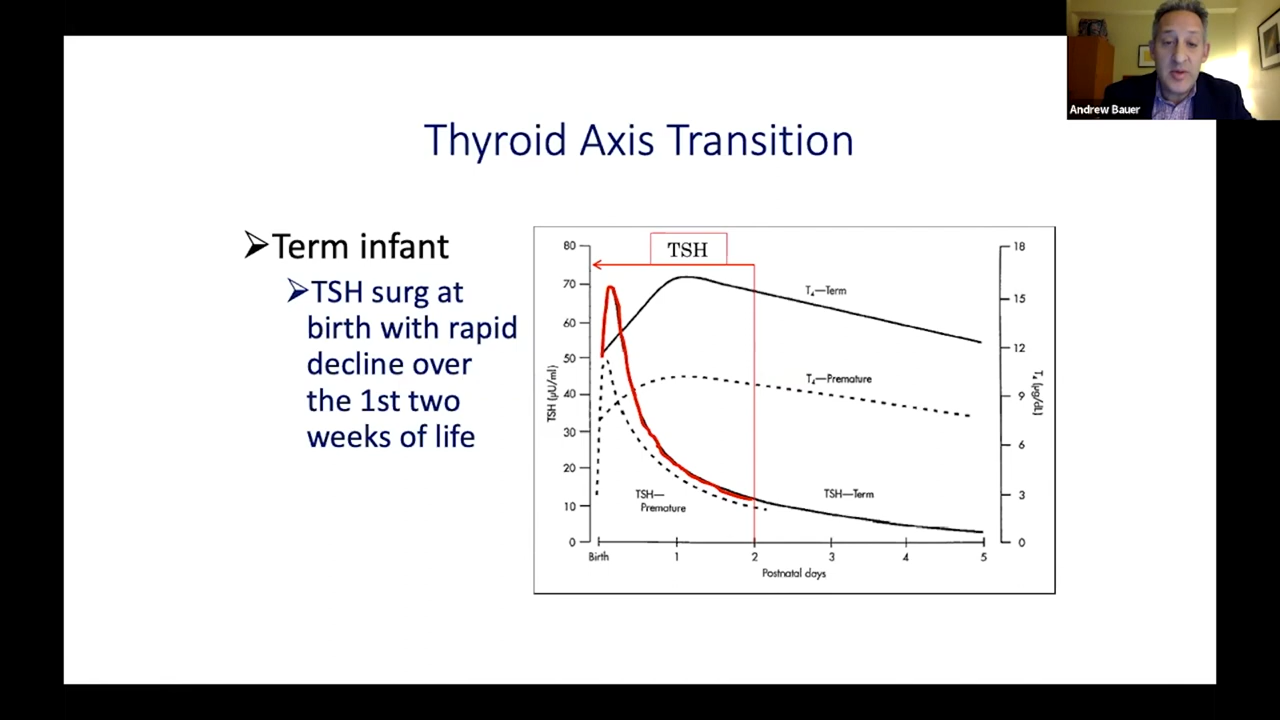 Andrew Bauer
Thyroid Axis Transition
➢Term infant
➢TSH surg at
birth with rapid
decline over
the 1st two
weeks of life
TSH
80
70
60
50
40
30
20
10
0
TSH (μU/ml)
18
15
12
9
6
3
0
T₄ (μg/dL)
T₄—Term
T₄—Premature
TSH—
Premature
TSH—Term
Birth 1 2 3 4 5
Postnatal days